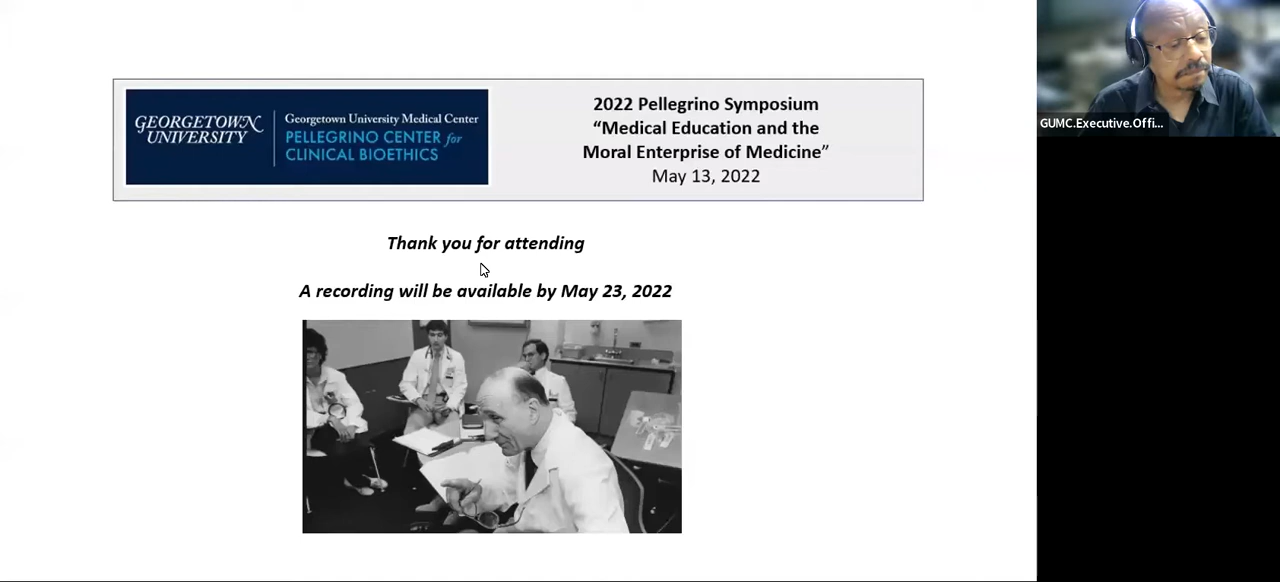 GEORGETOWN
UNIVERSITY
Georgetown University Medical Center
PELLEGRINO CENTER for
CLINICAL BIOETHICS
2022 Pellegrino Symposium
“Medical Education and the
Moral Enterprise of Medicine”
May 13, 2022
Thank you for attending
A recording will be available by May 23, 2022
GUMC.Executive.Offi...